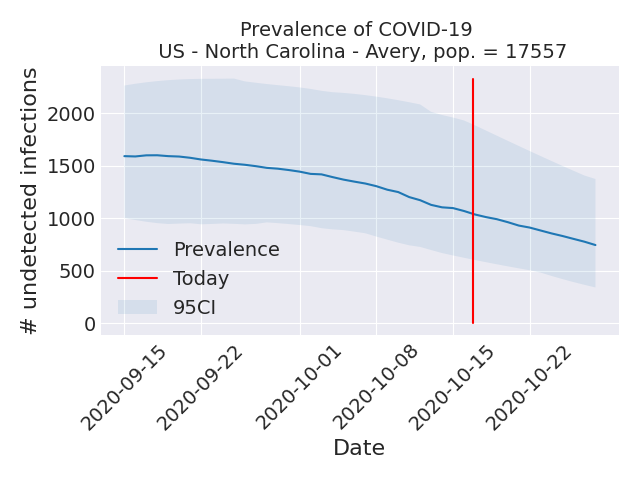 Prevalence of COVID-19
US - North Carolina - Avery, pop. = 17557
# undetected infections
2000
1500
1000
500
0
Prevalence
Today
95CI
2020-09-15
2020-09-22
2020-10-01
2020-10-08
2020-10-15
2020-10-22
Date